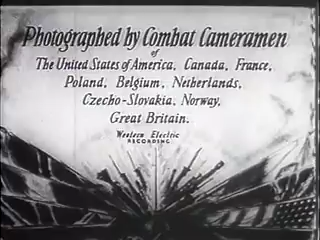 Photographed by Combat Cameramen
of
The United States of America, Canada, France,
Poland, Belgium, Netherlands,
Czecho-Slovakia, Norway,
Great Britain.
Western Electric
RECORDING